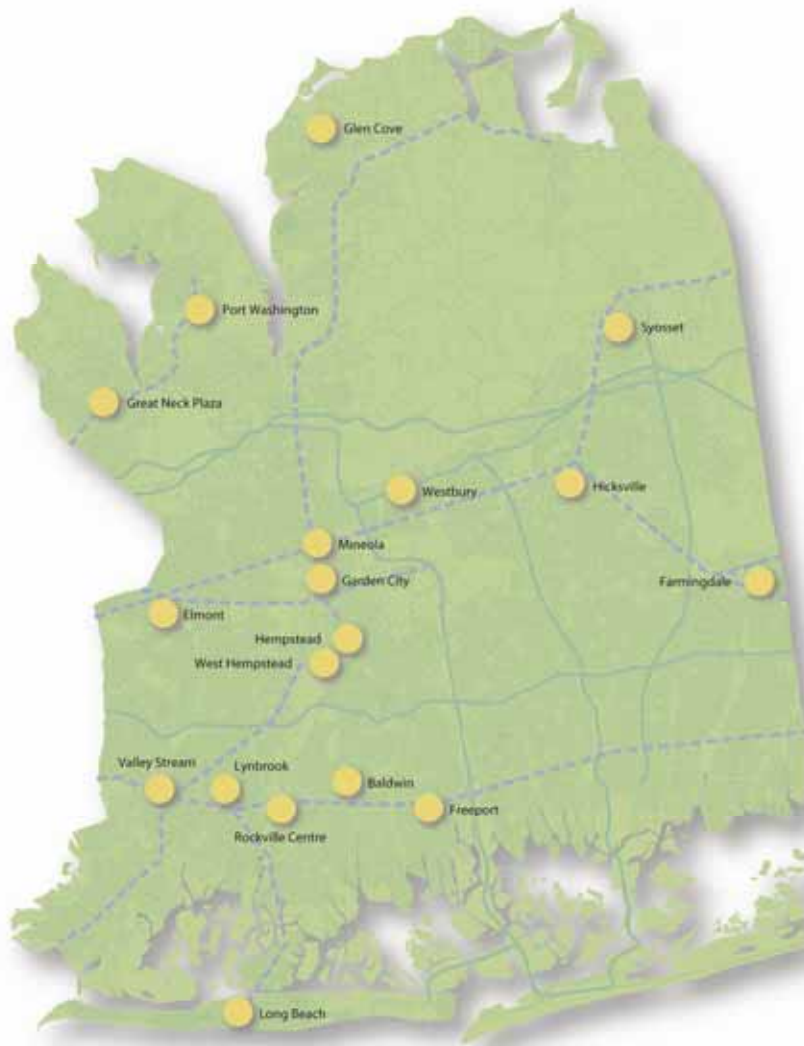 Glen Cove
Port Washington
Syosset
Great Neck Plaza
Westbury
Hicksville
Mineola
Garden City
Farmingdale
Elmont
Hempstead
West Hempstead
Valley Stream
Lynbrook
Baldwin
Freeport
Rockville Centre
Long Beach